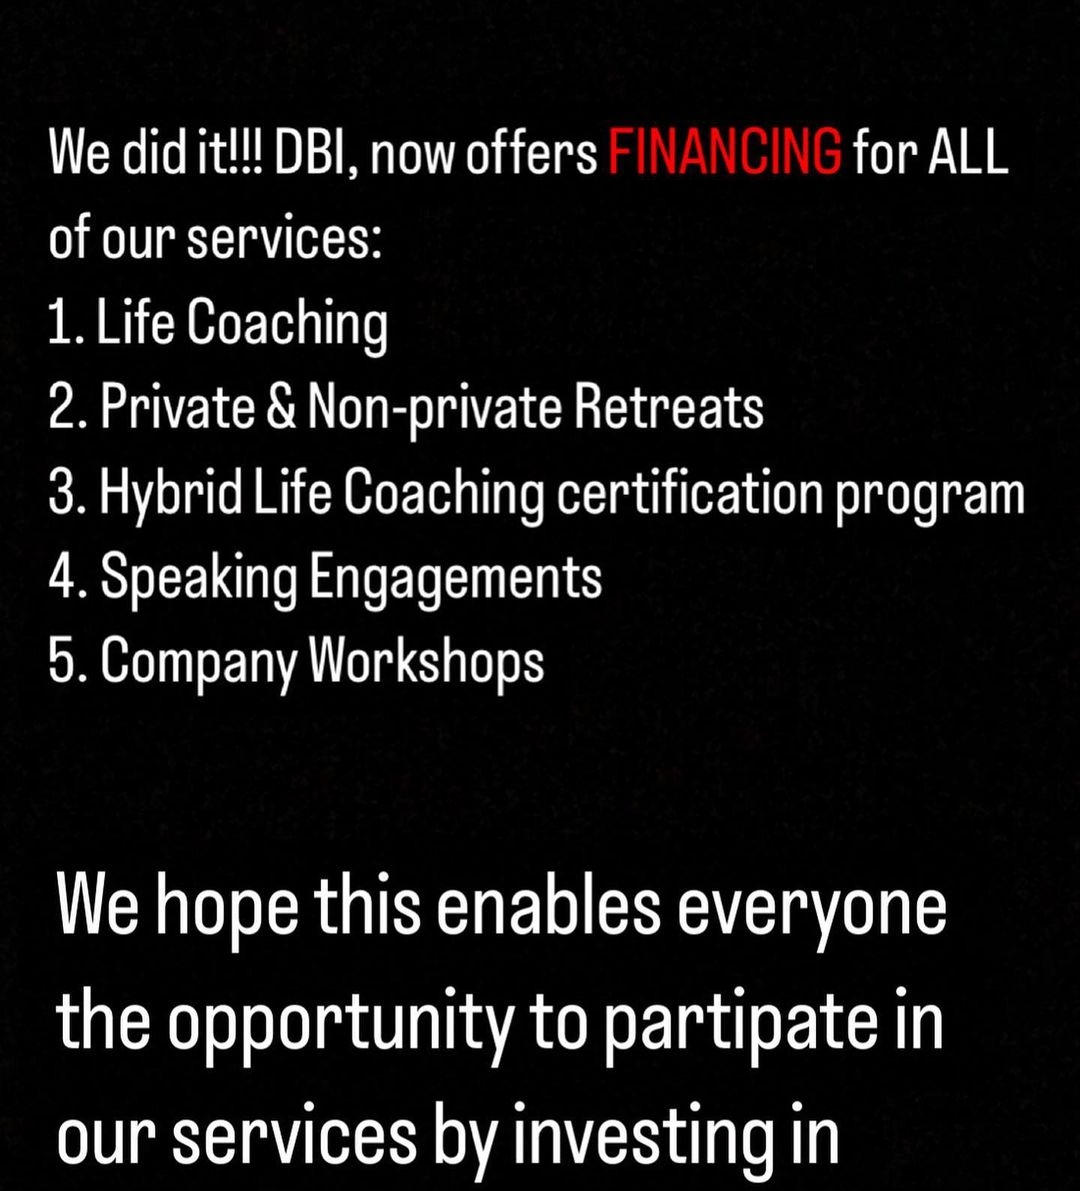 We did it!!! DBI, now offers FINANCING for ALL
of our services:
1. Life Coaching
2. Private & Non-private Retreats
3. Hybrid Life Coaching certification program
4. Speaking Engagements
5. Company Workshops
We hope this enables everyone
the opportunity to partipate in
our services by investing in